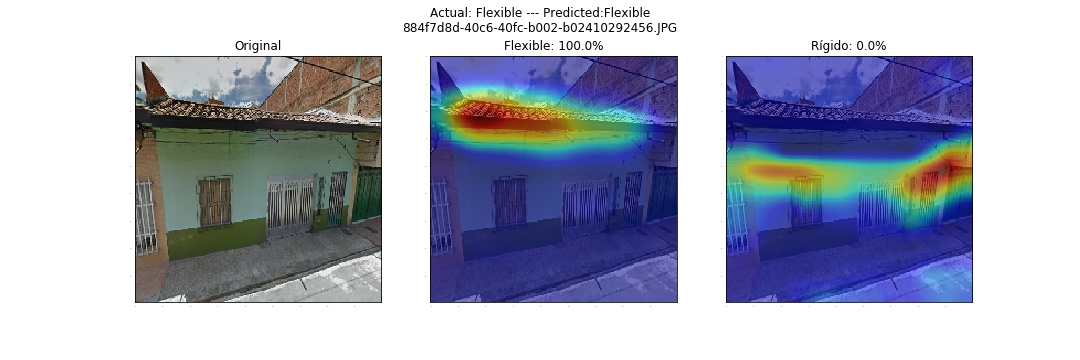 Actual: Flexible --- Predicted:Flexible
884f7d8d-40c6-40fc-b002-b02410292456.JPG
Original
Flexible: 100.0%
Rígido: 0.0%